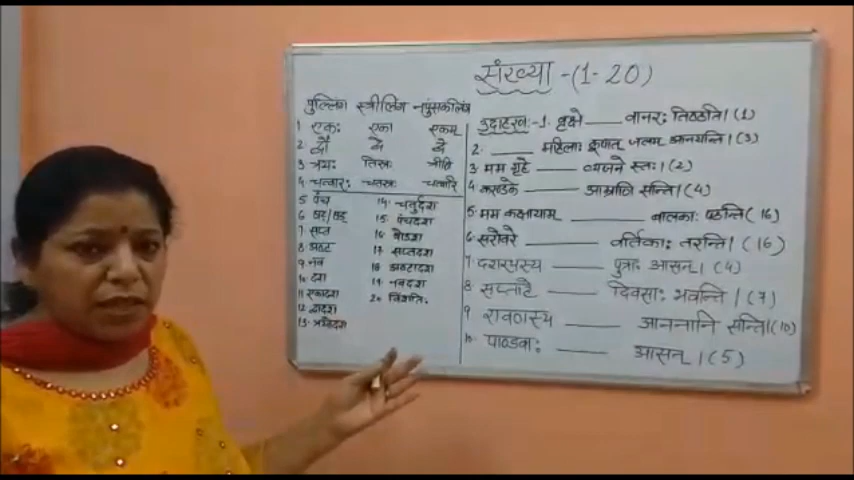 संख्या -(1-20)
पुल्लिंग स्त्रीलिंग नपुंसकलिंग
1 एकः एका एकम्
2. द्वौ द्वे द्वे
3 त्रयः तिस्रः त्रीणि
4. चत्वारः चतस्रः चत्वारि
5 पंच
6 षट्/षड्
7. सप्त
8. अष्ट
9 नव
10 दश
11 एकादश
12 द्वादश
13. त्रयोदश
14. चतुर्दश
15. पंचदश
16. षोडश
17 सप्तदश
18 अष्टादश
19. नवदश
20 विंशतिः
उदाहरण:-1. वृक्षे ____ वानरः तिष्ठति। (1)
2. ____ महिलाः कूपात् जलम् आनयन्ति। (3)
3. मम गृहे ____ व्यजने स्तः। (2)
4. करण्डके ____ आम्राणि सन्ति। (4)
5. मम कक्षायाम् ____ बालकाः पठन्ति (16)
6. सरोवरे ____ वर्तिकाः तरन्ति। (16)
7. दशरथस्य ____ पुत्राः आसन्। (4)
8 सप्ताहे ____ दिवसाः भवन्ति। (7)
9 रावणस्य ____ आननानि सन्ति। (10)
10. पाण्डवाः ____ आसन्। (5)